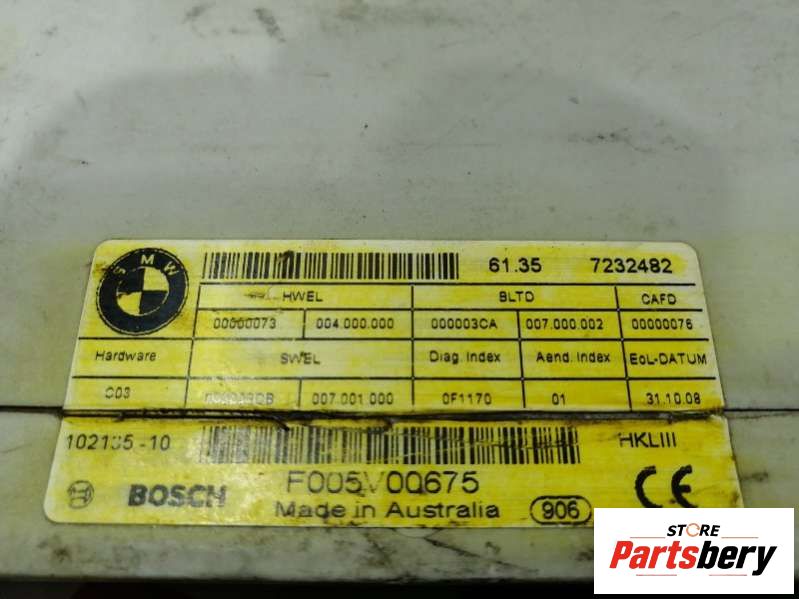 BMW
61.35 7232482
HWEL BLTD CAFD
00000073 004.000.000 000003CA 007.000.002 00000076
Hardware SWEL Diag. Index Aend. Index EoL-DATUM
C03 007.001.000 0F1170 01 31.10.08
102135-10 HKLIII
BOSCH F005V00675
Made in Australia 906 CE
STORE
Partsbery